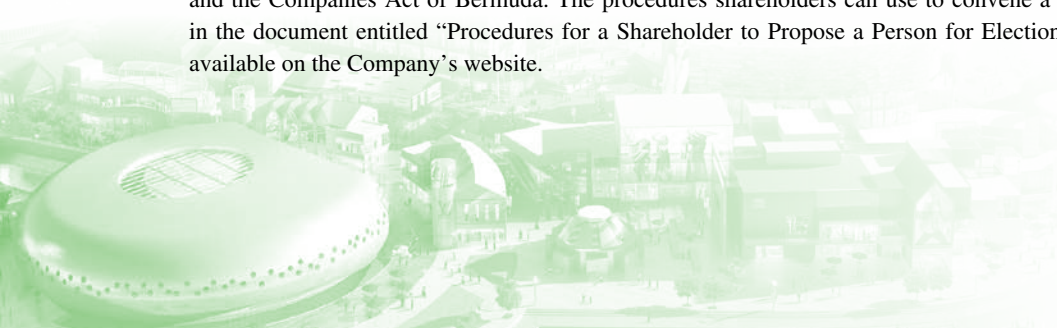 and the Companies Act of Bermuda. The procedures shareholders can use to convene a
in the document entitled “Procedures for a Shareholder to Propose a Person for Election
available on the Company’s website.